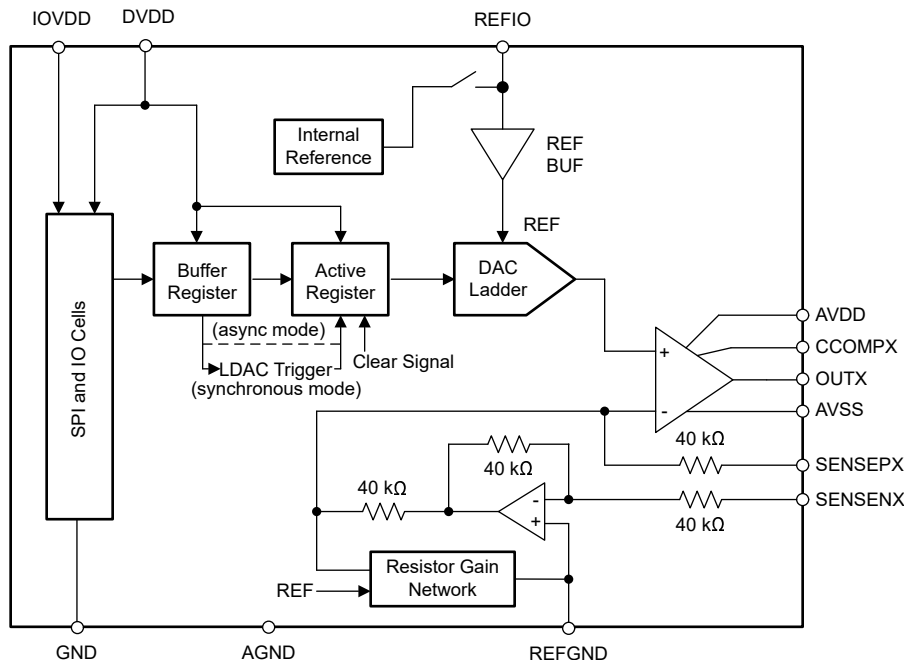 IOVDD
DVDD
REFIO
Internal
Reference
REF
BUF
REF
SPI and IO Cells
Buffer
Register
Active
Register
DAC
Ladder
(async mode)
LDAC Trigger
(synchronous mode)
Clear Signal
+
-
AVDD
CCOMPX
OUTX
AVSS
40 kΩ
SENSEPX
40 kΩ
40 kΩ
-
+
40 kΩ
SENSENX
REF
Resistor Gain
Network
GND
AGND
REFGND